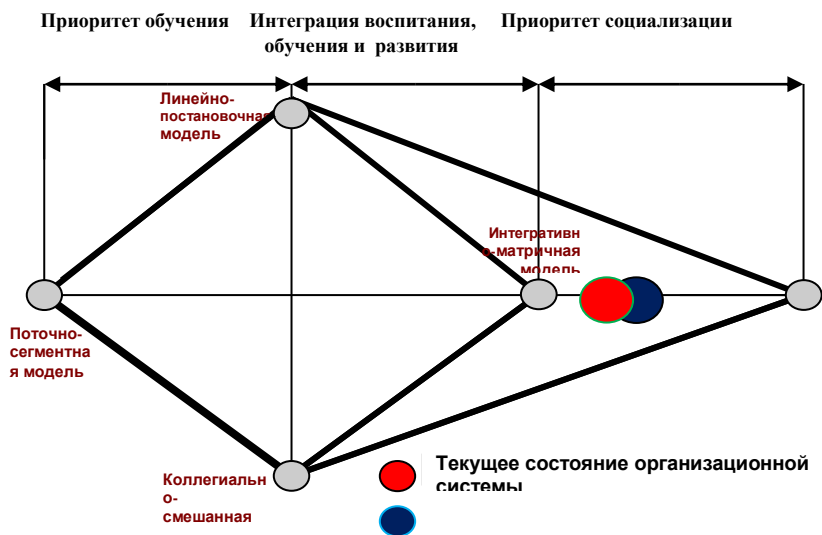 Приоритет обучения
Интеграция воспитания,
обучения и развития
Приоритет социализации
Линейно-
постановочная
модель
Интегративн
о-матричная
модель
Поточно-
сегментна
я модель
Коллегиальн
о-
смешанная
Текущее состояние организационной
системы